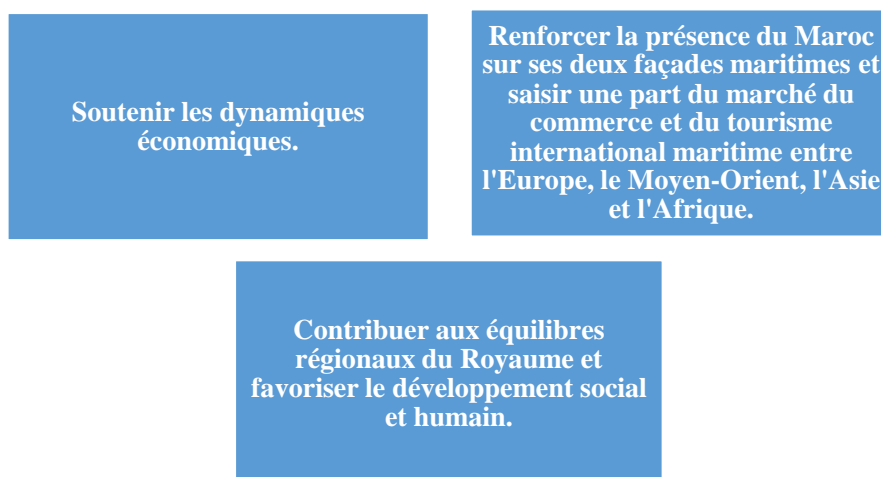 Soutenir les dynamiques
économiques.
Renforcer la présence du Maroc
sur ses deux façades maritimes et
saisir une part du marché du
commerce et du tourisme
international maritime entre
l'Europe, le Moyen-Orient, l'Asie
et l'Afrique.
Contribuer aux équilibres
régionaux du Royaume et
favoriser le développement social
et humain.